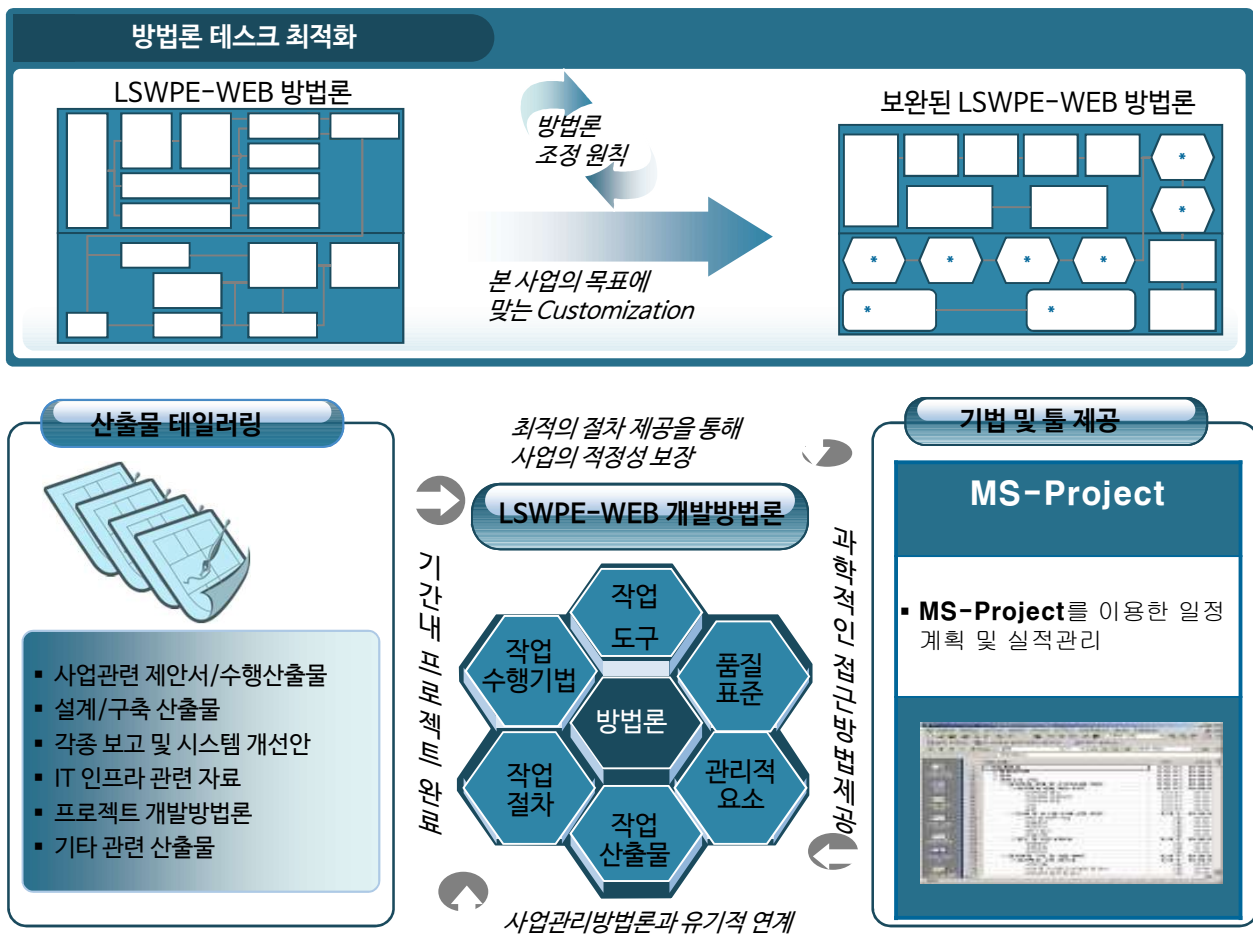 방법론 테스크 최적화
LSWPE-WEB 방법론
방법론
조정 원칙
본 사업의 목표에
맞는 Customization
보완된 LSWPE-WEB 방법론
*
*
*
*
*
*
*
*
산출물 테일러링
▪ 사업관련 제안서/수행산출물
▪ 설계/구축 산출물
▪ 각종 보고 및 시스템 개선안
▪ IT 인프라 관련 자료
▪ 프로젝트 개발방법론
▪ 기타 관련 산출물
최적의 절차 제공을 통해
사업의 적정성 보장
LSWPE-WEB 개발방법론
기간내 프로젝트 완료
작업
도구
작업
수행기법
품질
표준
방법론
작업
절차
관리적
요소
작업
산출물
과학적인 접근방법제공
사업관리방법론과 유기적 연계
기법 및 툴 제공
MS-Project
▪ MS-Project를 이용한 일정
계획 및 실적관리